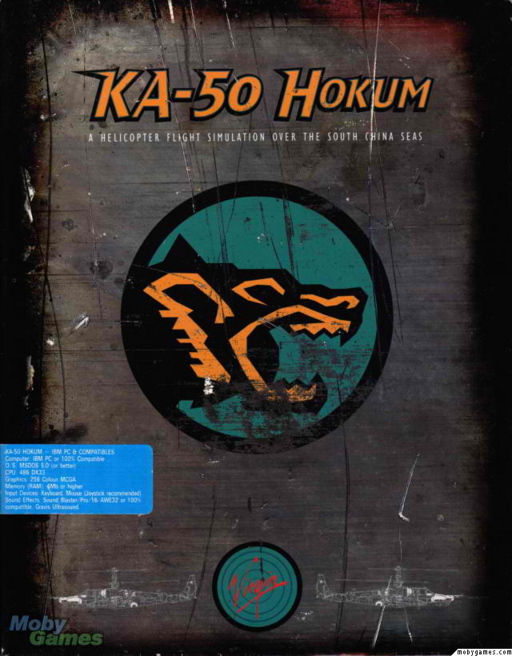 KA-50 HOKUM
A HELICOPTER FLIGHT SIMULATION OVER THE SOUTH CHINA SEAS
KA-50 HOKUM - IBM PC & COMPATIBLES
Computer: IBM PC or 100% Compatible
O.S. MSDOS 5.0 (or better)
CPU: 486 DX33
Graphics: 256 Colour MCGA
Memory (RAM): 4Mb or higher
Input Devices: Keyboard, Mouse (Joystick recommended)
Sound Effects: Sound Blaster Pro/16/AWE32 or 100%
compatible, Gravis Ultrasound
Virgin
Moby
Games
mobygames.com